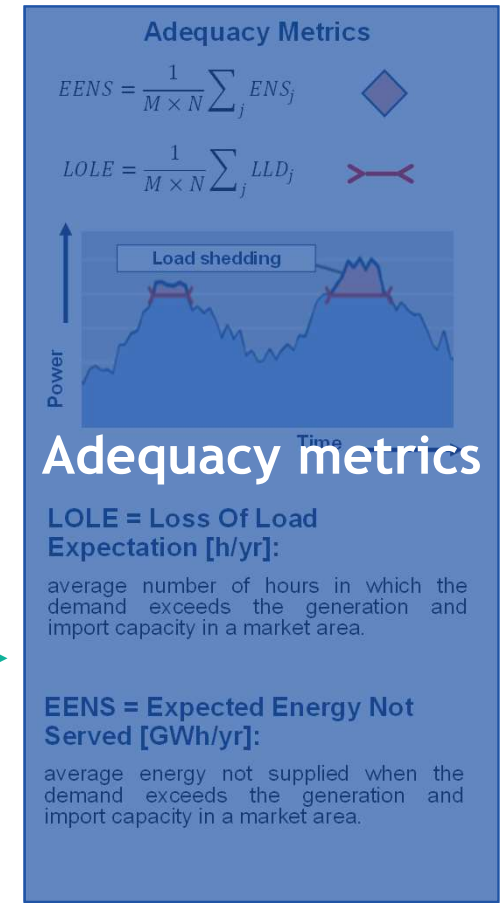 Adequacy Metrics
EENS = 1 / (M × N) ∑_j ENS_j
LOLE = 1 / (M × N) ∑_j LLD_j
Load shedding
Power
Time
Adequacy metrics
LOLE = Loss Of Load
Expectation [h/yr]:
average number of hours in which the
demand exceeds the generation and
import capacity in a market area.
EENS = Expected Energy Not
Served [GWh/yr]:
average energy not supplied when the
demand exceeds the generation and
import capacity in a market area.